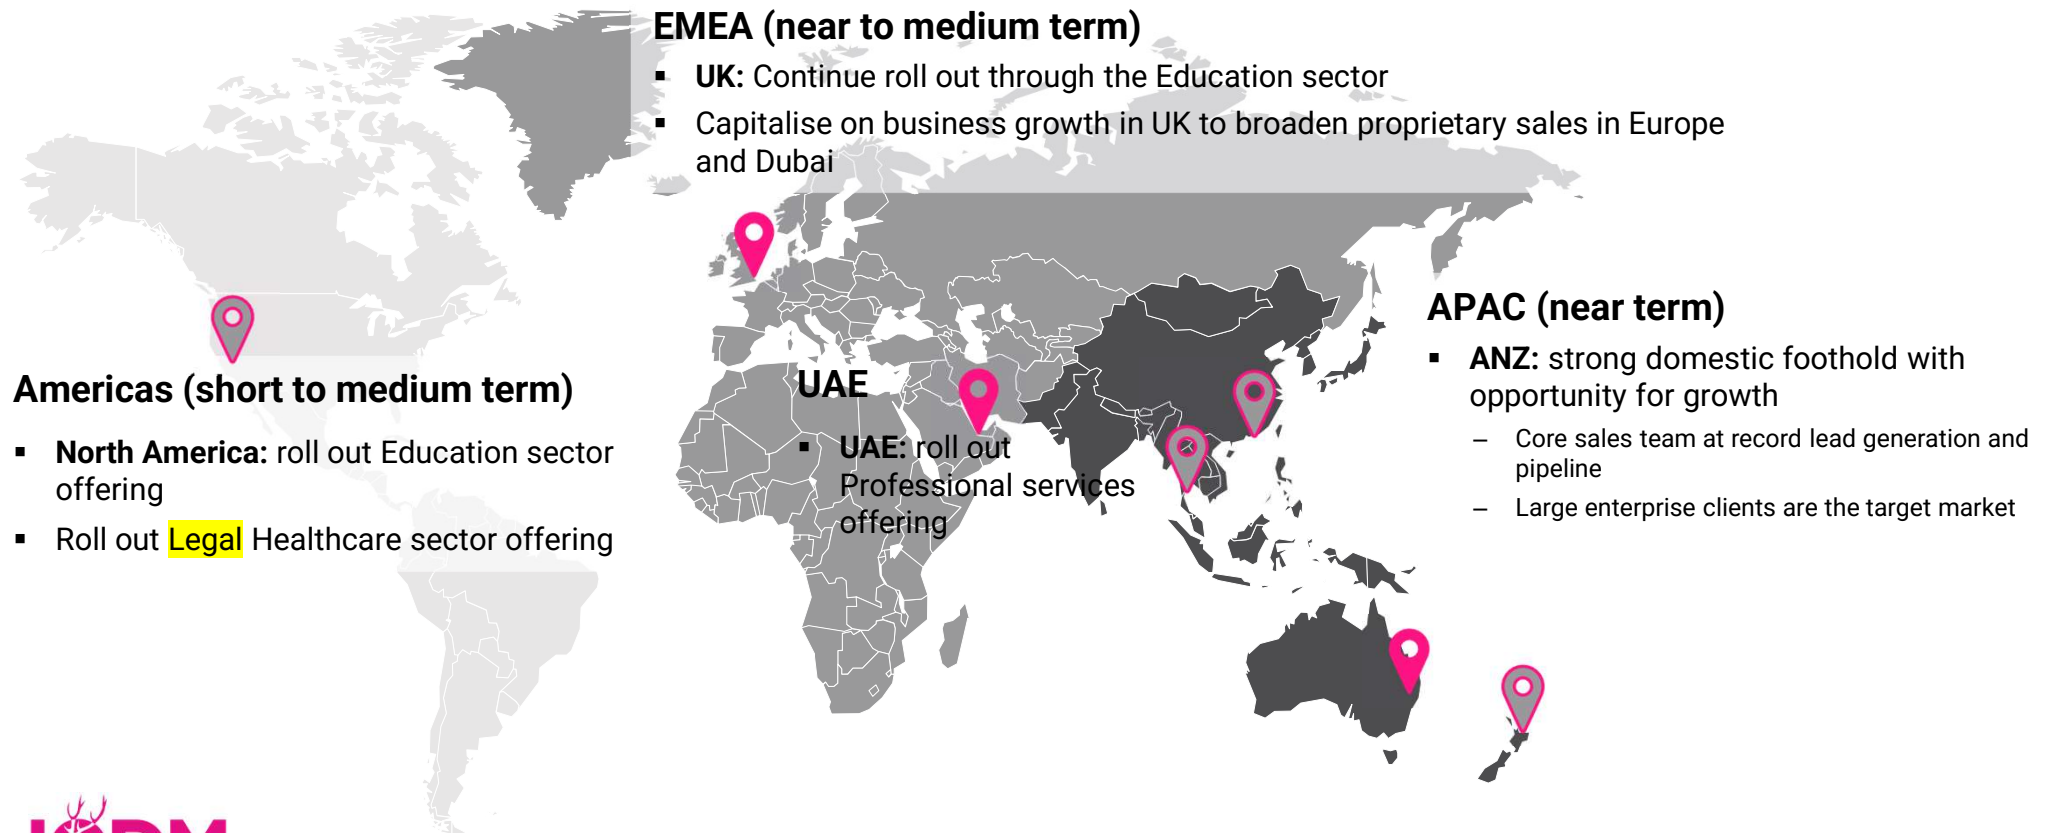 EMEA (near to medium term)
▪ UK: Continue roll out through the Education sector
▪ Capitalise on business growth in UK to broaden proprietary sales in Europe
and Dubai
APAC (near term)
▪ ANZ: strong domestic foothold with
opportunity for growth
– Core sales team at record lead generation and
pipeline
– Large enterprise clients are the target market
Americas (short to medium term)
▪ North America: roll out Education sector
offering
▪ Roll out Legal Healthcare sector offering
UAE
▪ UAE: roll out
Professional services
offering